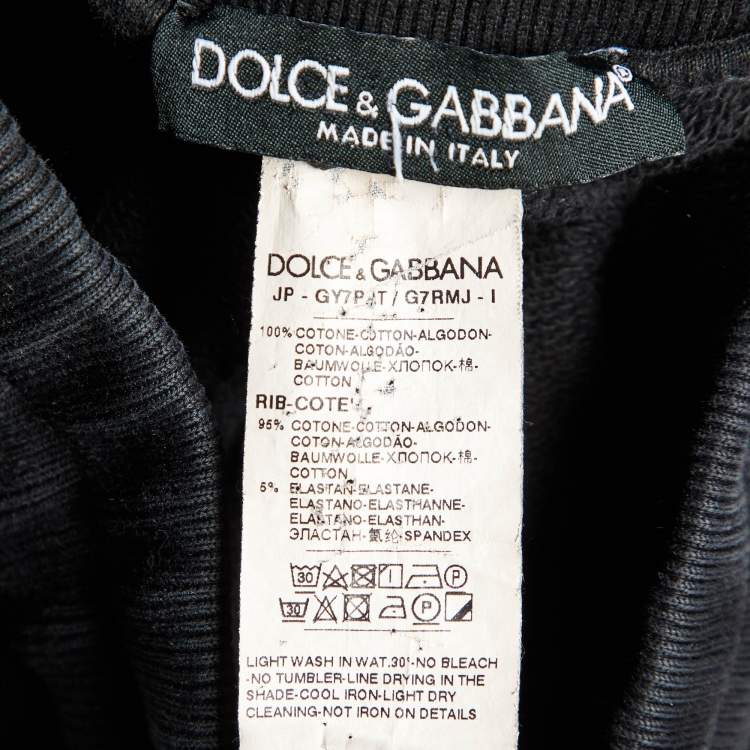 DOLCE & GABBANA®
MADE IN ITALY
DOLCE & GABBANA
JP - / G7RMJ - I
100% COTONE-COTTON-ALGODON-
COTON-ALGODÃO-
BAUMWOLLE-ХЛОПОК-棉-
COTTON
RIB-COTE'
95% COTONE-COTTON-ALGODON-
COTON-ALGODÃO-
BAUMWOLLE-ХЛОПОК-棉-
COTTON
5% ELASTAN-ELASTANE-
ELASTANO-ELASTHANNE-
ELASTANO-ELASTHAN-
ЭЛАСТАН-氨纶-SPANDEX
30 P
30 P
LIGHT WASH IN WAT.30°-NO BLEACH
-NO TUMBLER-LINE DRYING IN THE
SHADE-COOL IRON-LIGHT DRY
CLEANING-NOT IRON ON DETAILS